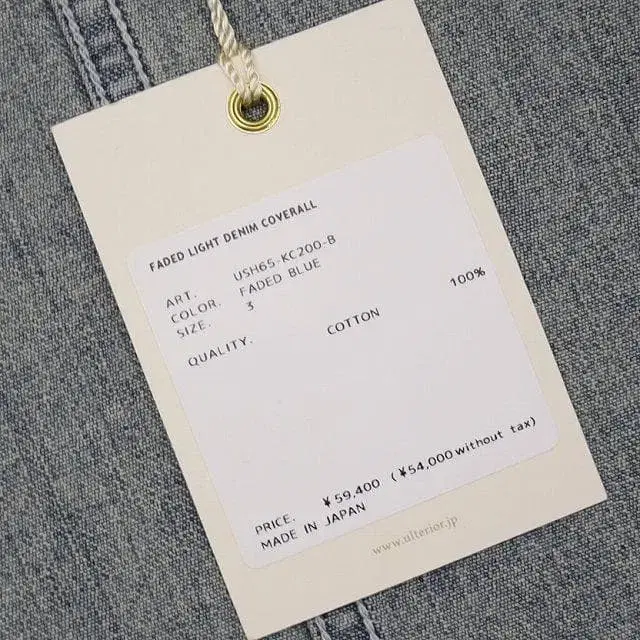 FADED LIGHT DENIM COVERALL
ART. USH65-KC200-B
COLOR. FADED BLUE
SIZE. 3
QUALITY. COTTON 100%
PRICE. ¥59,400 (¥54,000 without tax)
MADE IN JAPAN
www.ulterior.jp